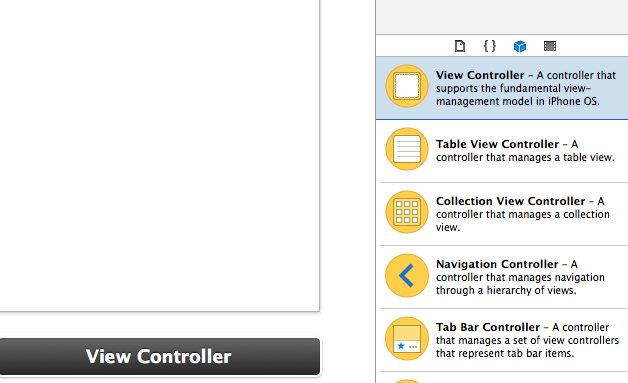 View Controller – A controller that
supports the fundamental view-
management model in iPhone OS.
Table View Controller – A
controller that manages a table view.
Collection View Controller – A
controller that manages a collection
view.
Navigation Controller – A
controller that manages navigation
through a hierarchy of views.
Tab Bar Controller – A controller
that manages a set of view controllers
that represent tab bar items.
View Controller